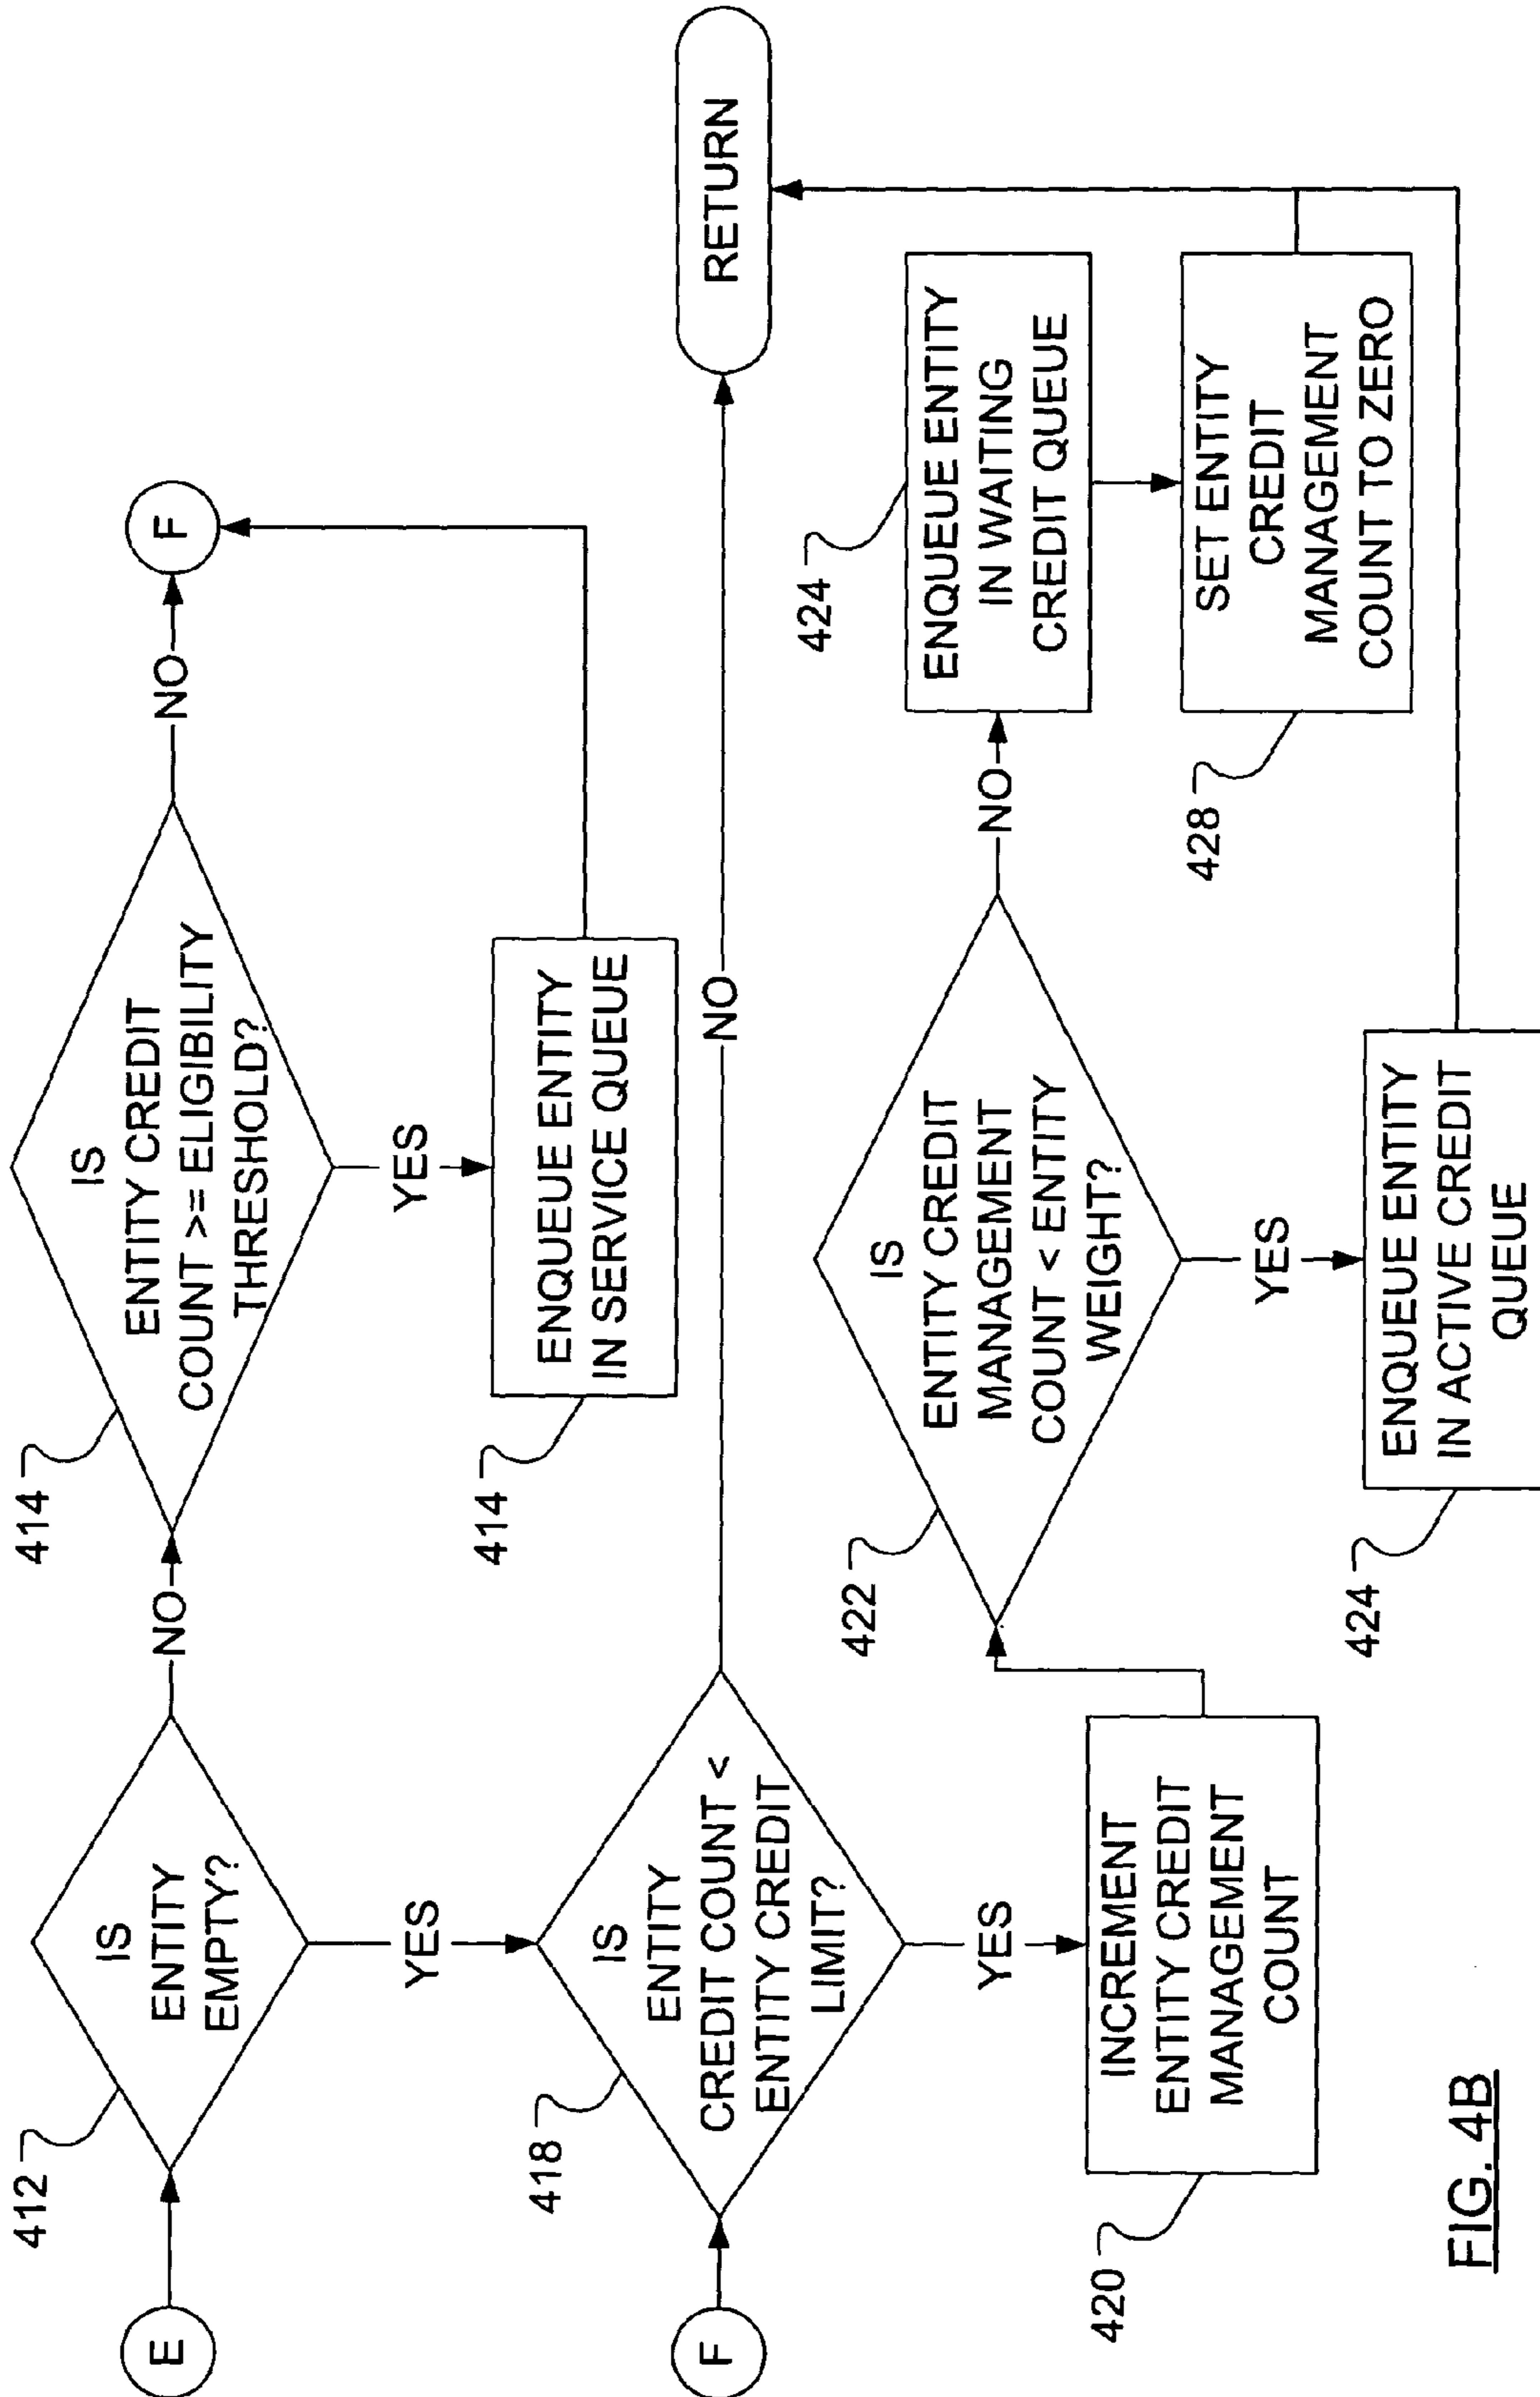 E
412
IS
ENTITY
EMPTY?
NO
YES
414
IS
ENTITY CREDIT
COUNT >= ELIGIBILITY
THRESHOLD?
NO
F
YES
414
ENQUEUE ENTITY
IN SERVICE QUEUE
F
418
IS
ENTITY
CREDIT COUNT <
ENTITY CREDIT
LIMIT?
NO
RETURN
YES
420
INCREMENT
ENTITY CREDIT
MANAGEMENT
COUNT
422
IS
ENTITY CREDIT
MANAGEMENT
COUNT < ENTITY
WEIGHT?
NO
424
ENQUEUE ENTITY
IN WAITING
CREDIT QUEUE
428
SET ENTITY
CREDIT
MANAGEMENT
COUNT TO ZERO
YES
424
ENQUEUE ENTITY
IN ACTIVE CREDIT
QUEUE
FIG. 4B